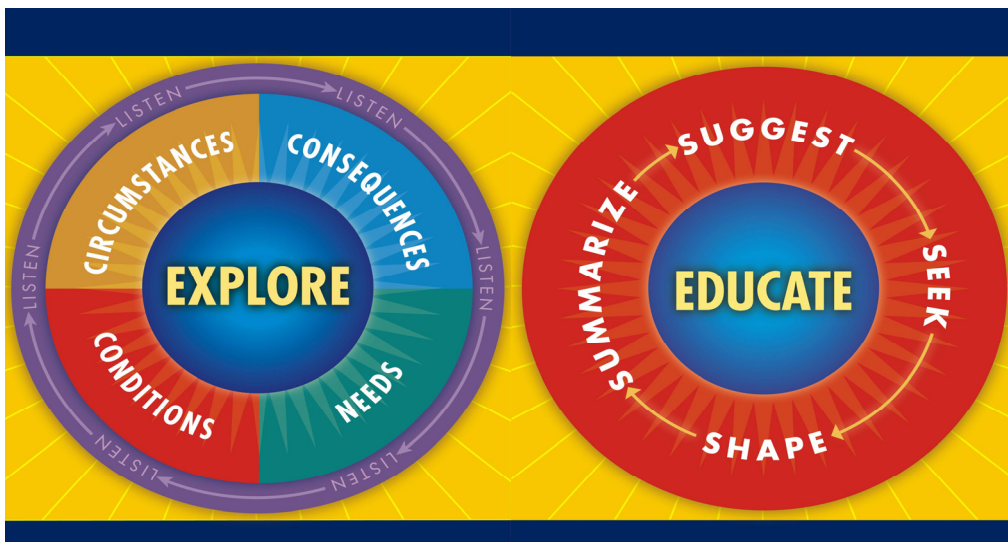 LISTEN
LISTEN
LISTEN
LISTEN
LISTEN
LISTEN
CIRCUMSTANCES
CONSEQUENCES
EXPLORE
CONDITIONS
NEEDS
SUGGEST
SEEK
SHAPE
SUMMARIZE
EDUCATE